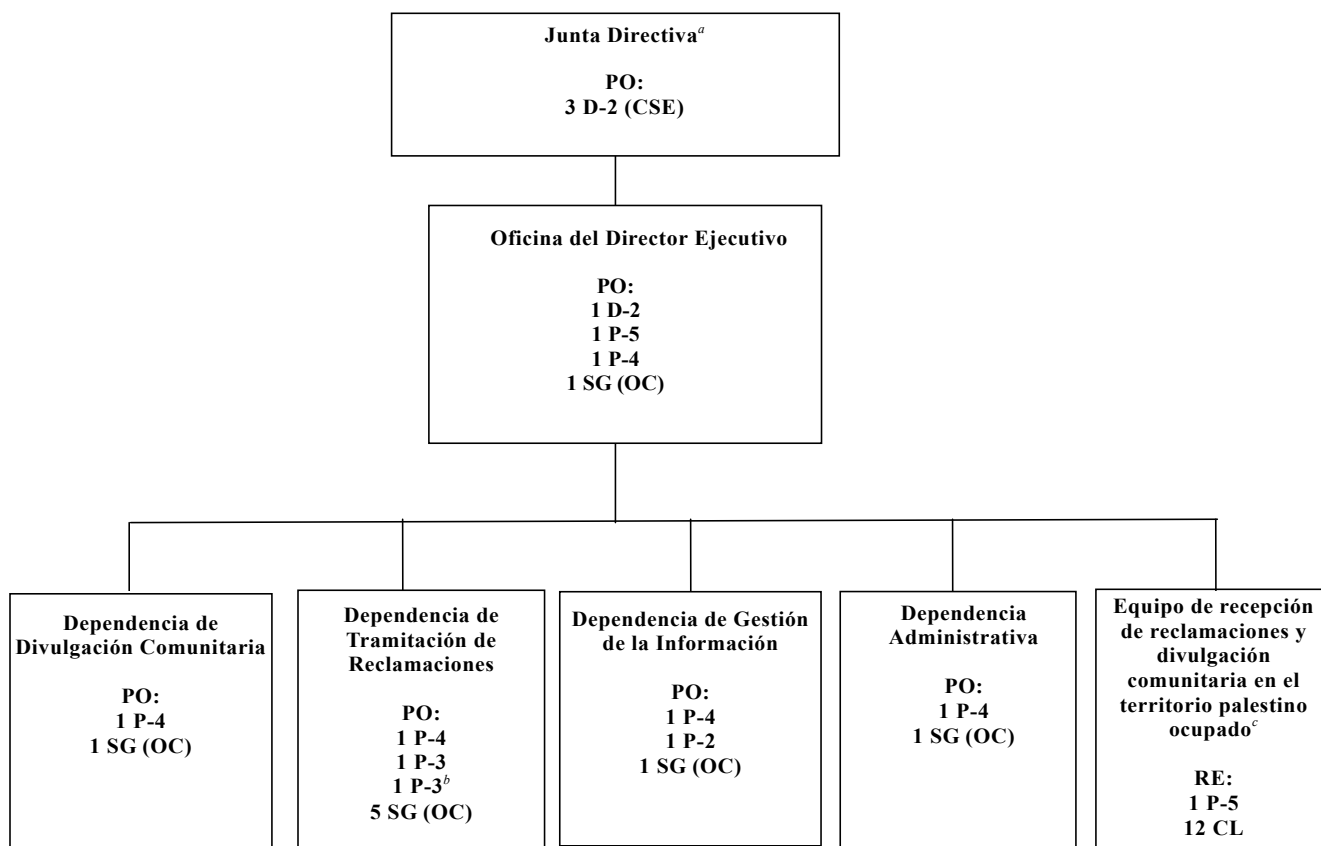 Junta Directivaᵃ
PO:
3 D-2 (CSE)
Oficina del Director Ejecutivo
PO:
1 D-2
1 P-5
1 P-4
1 SG (OC)
Dependencia de
Divulgación Comunitaria
PO:
1 P-4
1 SG (OC)
Dependencia de
Tramitación de
Reclamaciones
PO:
1 P-4
1 P-3
1 P-3ᵇ
5 SG (OC)
Dependencia de Gestión
de la Información
PO:
1 P-4
1 P-2
1 SG (OC)
Dependencia
Administrativa
PO:
1 P-4
1 SG (OC)
Equipo de recepción
de reclamaciones y
divulgación
comunitaria en el
territorio palestino
ocupadoᶜ
RE:
1 P-5
12 CL